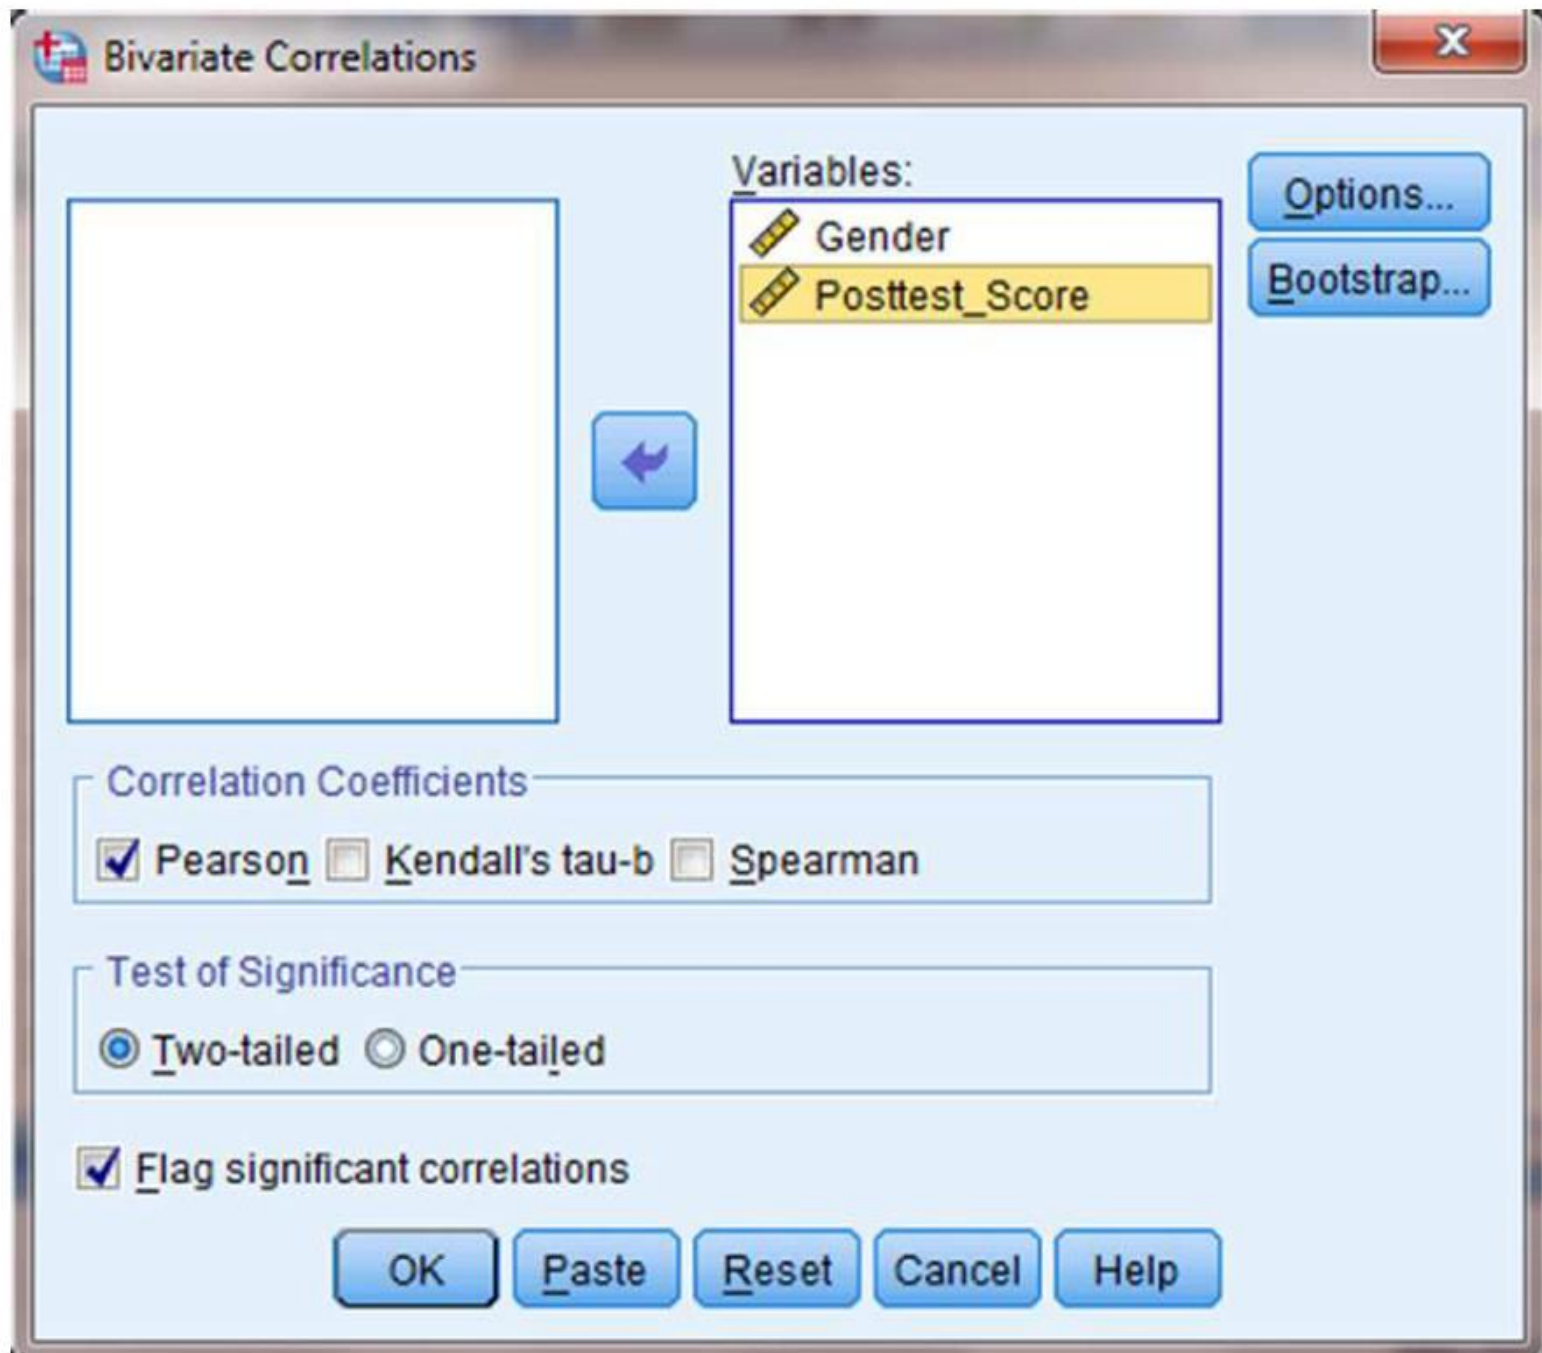 Bivariate Correlations
Variables:
Gender
Posttest_Score
Options...
Bootstrap...
Correlation Coefficients
Pearson Kendall's tau-b Spearman
Test of Significance
Two-tailed One-tailed
Flag significant correlations
OK Paste Reset Cancel Help